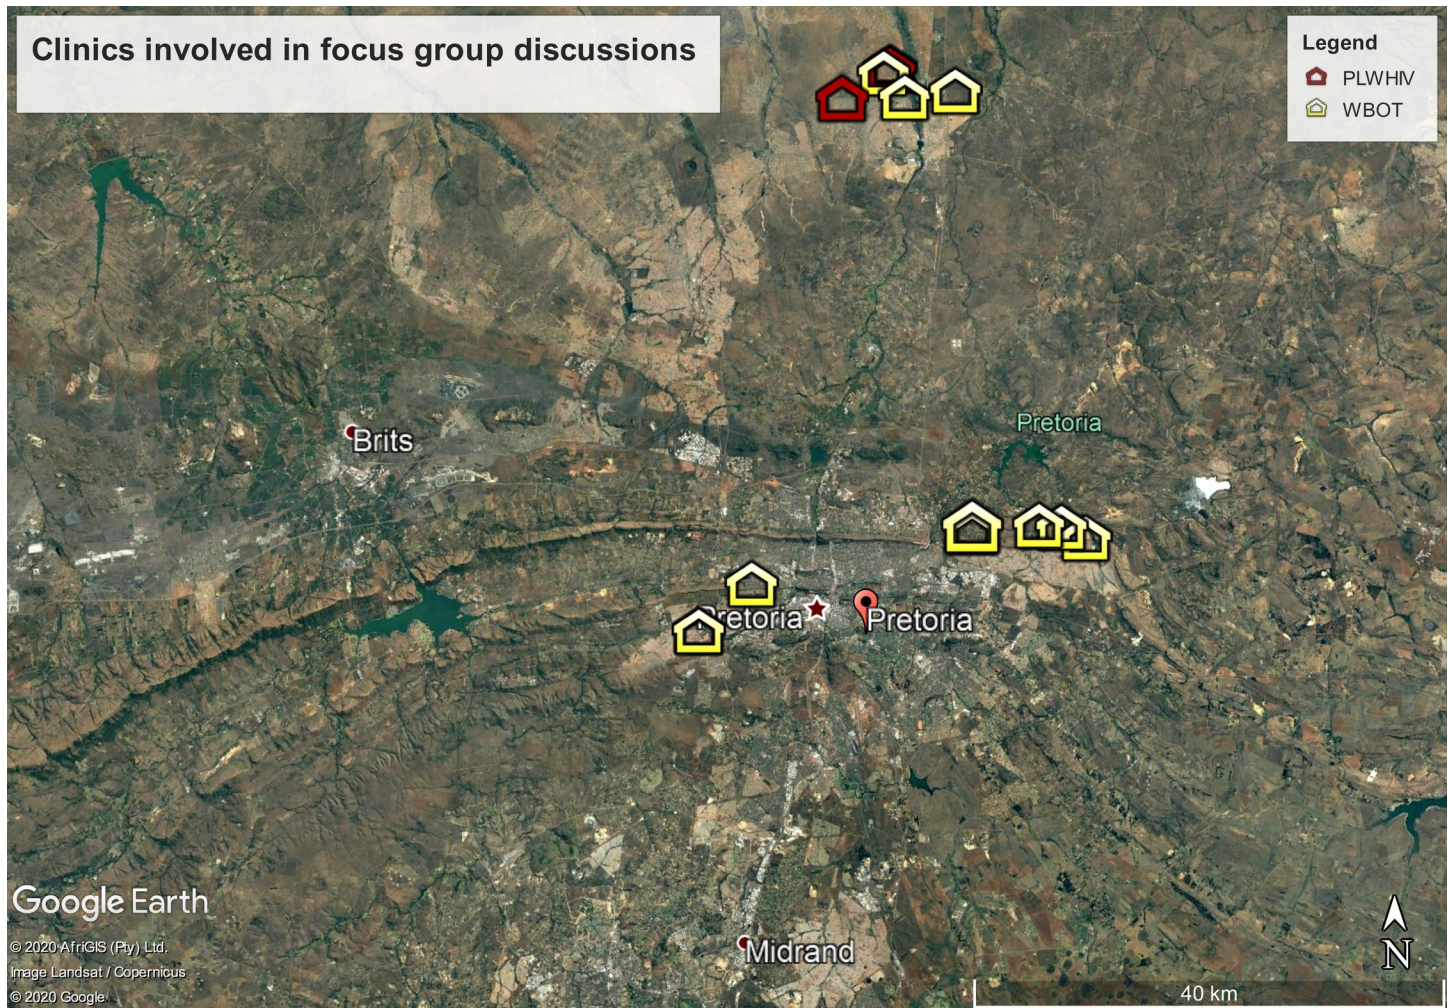 Clinics involved in focus group discussions
Legend
PLWHIV
WBOT
Pretoria
Brits
Pretoria
Pretoria
Midrand
Google Earth
© 2020 AfriGIS (Pty) Ltd.
Image Landsat / Copernicus
© 2020 Google
N
40 km